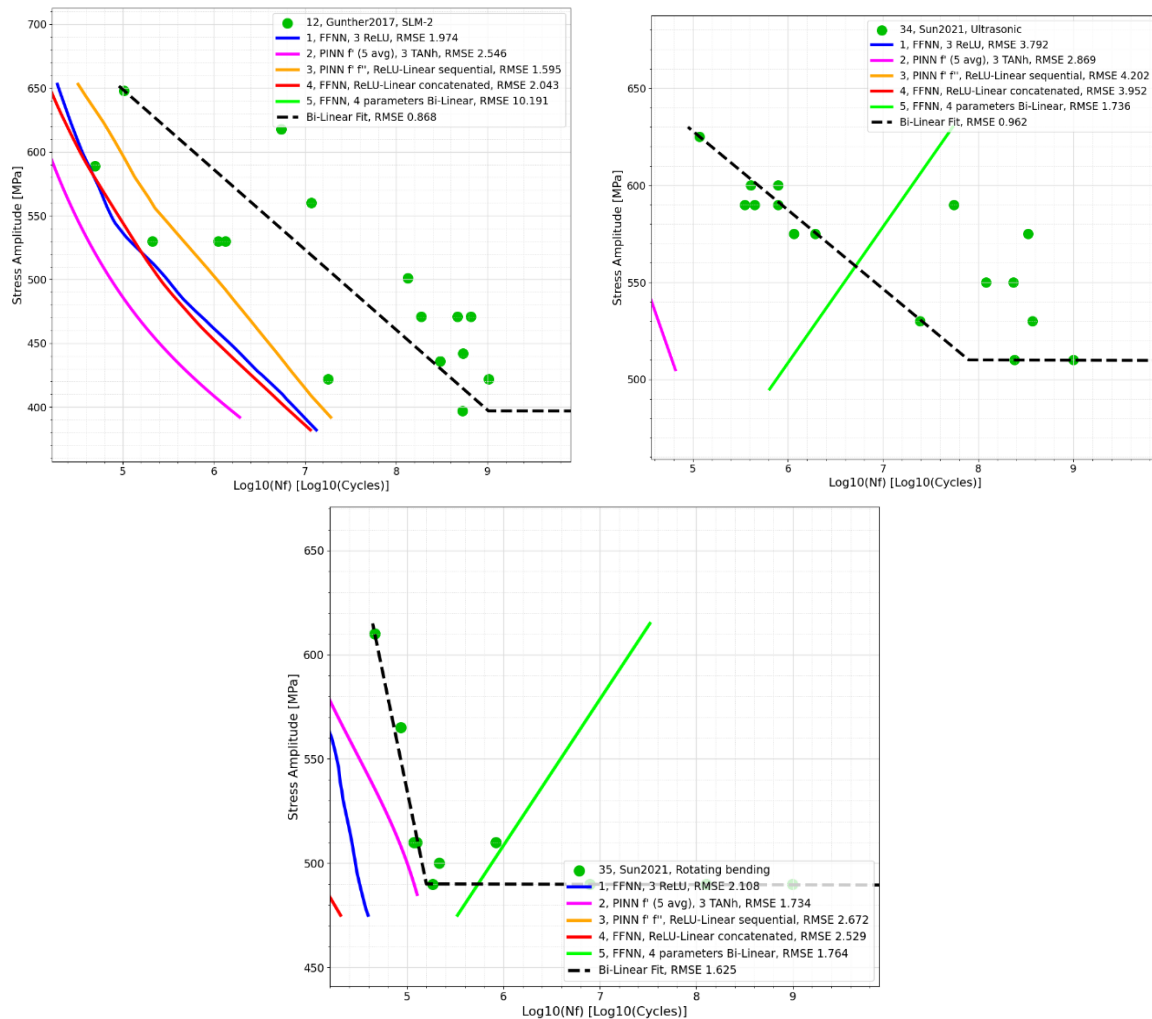 12, Gunther2017, SLM-2
1, FFNN, 3 ReLU, RMSE 1.974
2, PINN f' (5 avg), 3 TANh, RMSE 2.546
3, PINN f' f'', ReLU-Linear sequential, RMSE 1.595
4, FFNN, ReLU-Linear concatenated, RMSE 2.043
5, FFNN, 4 parameters Bi-Linear, RMSE 10.191
Bi-Linear Fit, RMSE 0.868
700
650
600
550
500
450
400
Stress Amplitude [MPa]
5 6 7 8 9
Log10(Nf) [Log10(Cycles)]
34, Sun2021, Ultrasonic
1, FFNN, 3 ReLU, RMSE 3.792
2, PINN f' (5 avg), 3 TANh, RMSE 2.869
3, PINN f' f'', ReLU-Linear sequential, RMSE 4.202
4, FFNN, ReLU-Linear concatenated, RMSE 3.952
5, FFNN, 4 parameters Bi-Linear, RMSE 1.736
Bi-Linear Fit, RMSE 0.962
650
600
550
500
Stress Amplitude [MPa]
5 6 7 8 9
Log10(Nf) [Log10(Cycles)]
650
600
550
500
450
Stress Amplitude [MPa]
35, Sun2021, Rotating bending
1, FFNN, 3 ReLU, RMSE 2.108
2, PINN f' (5 avg), 3 TANh, RMSE 1.734
3, PINN f' f'', ReLU-Linear sequential, RMSE 2.672
4, FFNN, ReLU-Linear concatenated, RMSE 2.529
5, FFNN, 4 parameters Bi-Linear, RMSE 1.764
Bi-Linear Fit, RMSE 1.625
5 6 7 8 9
Log10(Nf) [Log10(Cycles)]